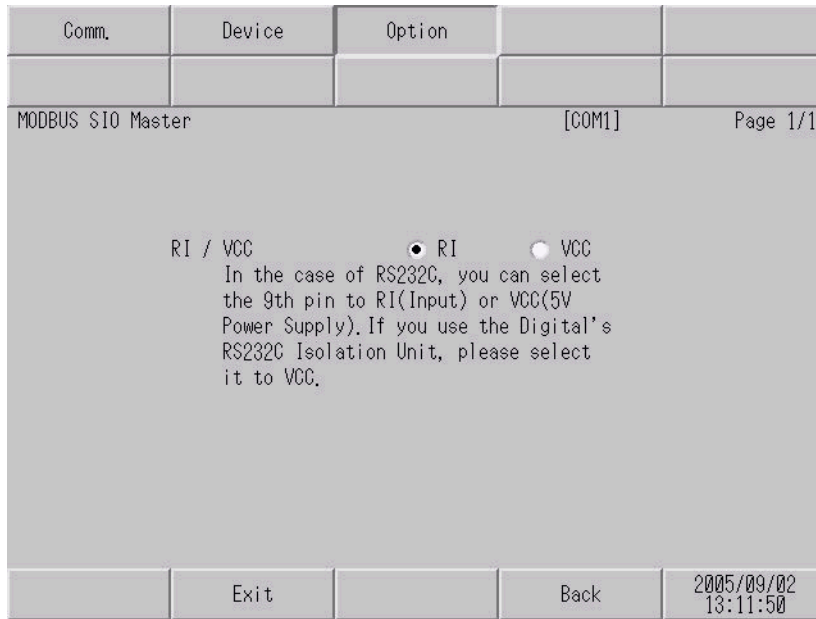 Comm. Device Option
MODBUS SIO Master [COM1] Page 1/1
RI / VCC RI VCC
In the case of RS232C, you can select
the 9th pin to RI(Input) or VCC(5V
Power Supply). If you use the Digital's
RS232C Isolation Unit, please select
it to VCC.
Exit Back 2005/09/02
13:11:50